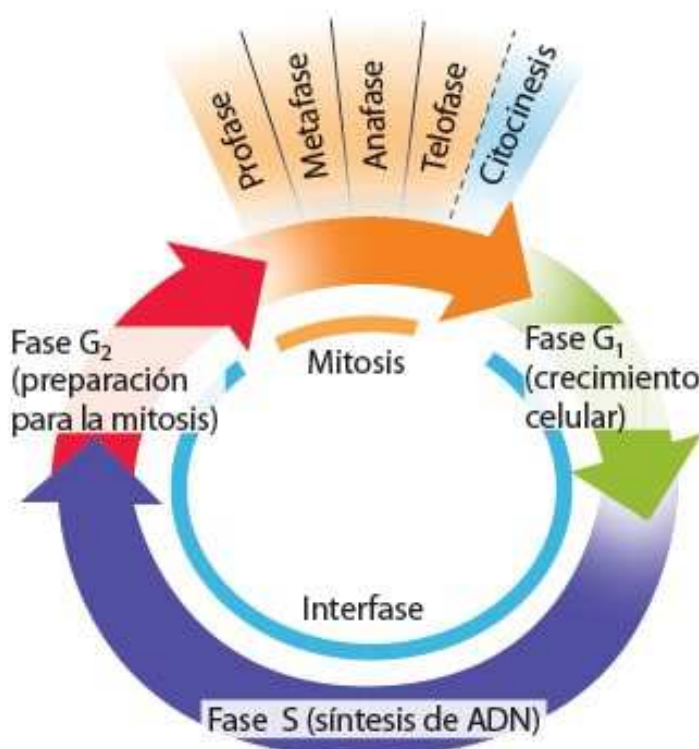 Profase
Metafase
Anafase
Telofase
Citocinesis
Fase G₂
(preparación
para la mitosis)
Mitosis
Fase G₁
(crecimiento
celular)
Interfase
Fase S (síntesis de ADN)